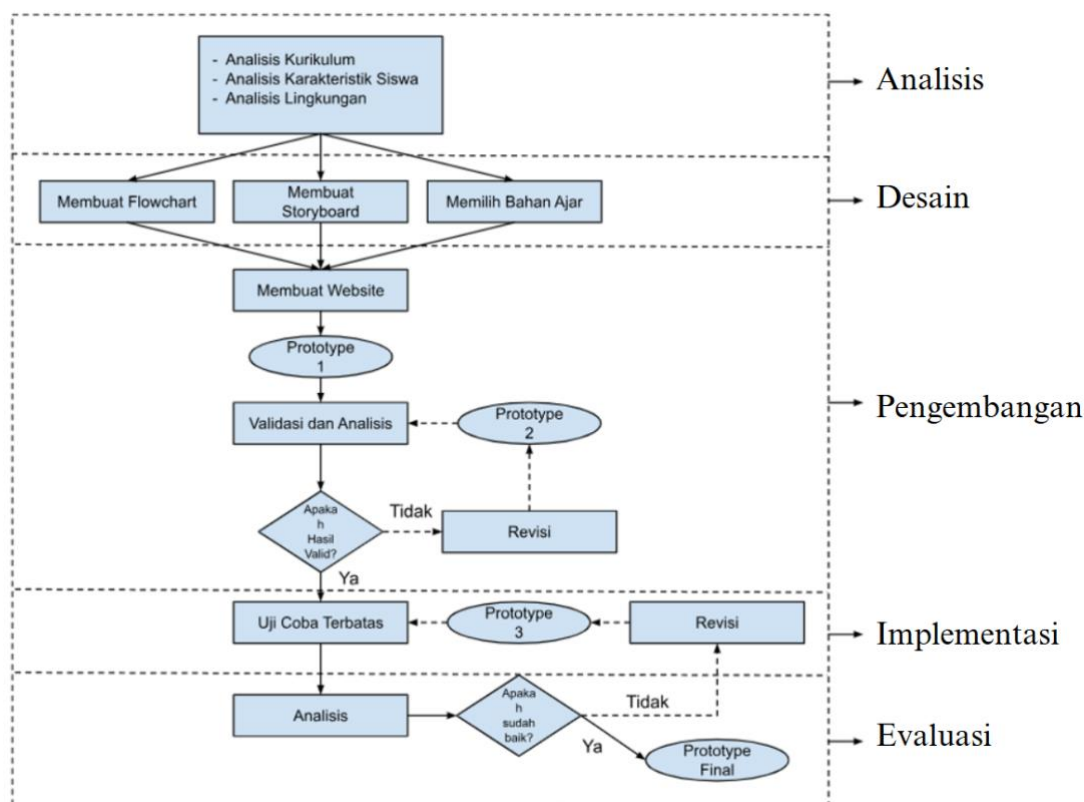 - Analisis Kurikulum
- Analisis Karakteristik Siswa
- Analisis Lingkungan
Analisis
Membuat Flowchart
Membuat
Storyboard
Memilih Bahan Ajar
Desain
Membuat Website
Prototype
1
Validasi dan Analisis
Prototype
2
Pengembangan
Apaka
h
Hasil
Valid?
Tidak
Revisi
Ya
Uji Coba Terbatas
Prototype
3
Revisi
Implementasi
Analisis
Apaka
h
sudah
baik?
Tidak
Ya
Prototype
Final
Evaluasi